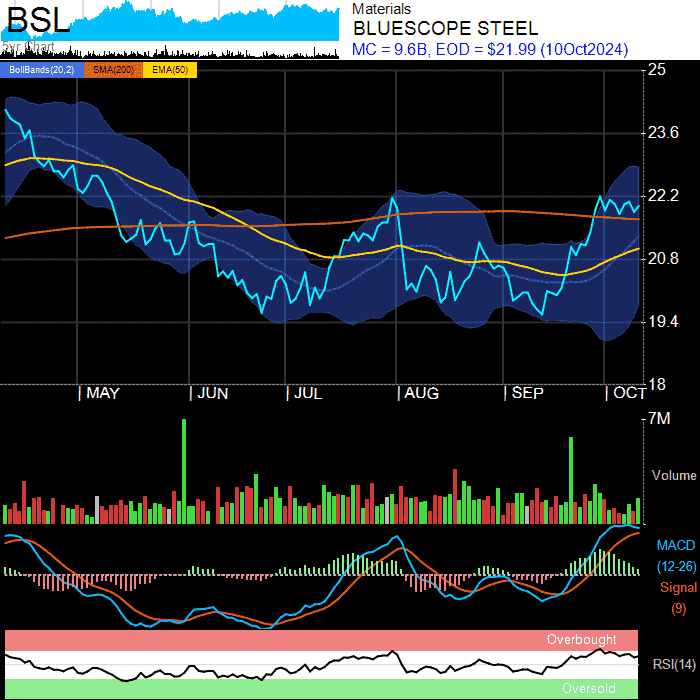 BSL
5yr Chart
Materials
BLUESCOPE STEEL
MC = 9.6B, EOD = $21.99 (10Oct2024)
BollBands(20,2) SMA(200) EMA(50)
25
23.6
22.2
20.8
19.4
18
| MAY | JUN | JUL | AUG | SEP | OCT
7M
Volume
MACD
(12-26)
Signal
(9)
Overbought
RSI(14)
Oversold